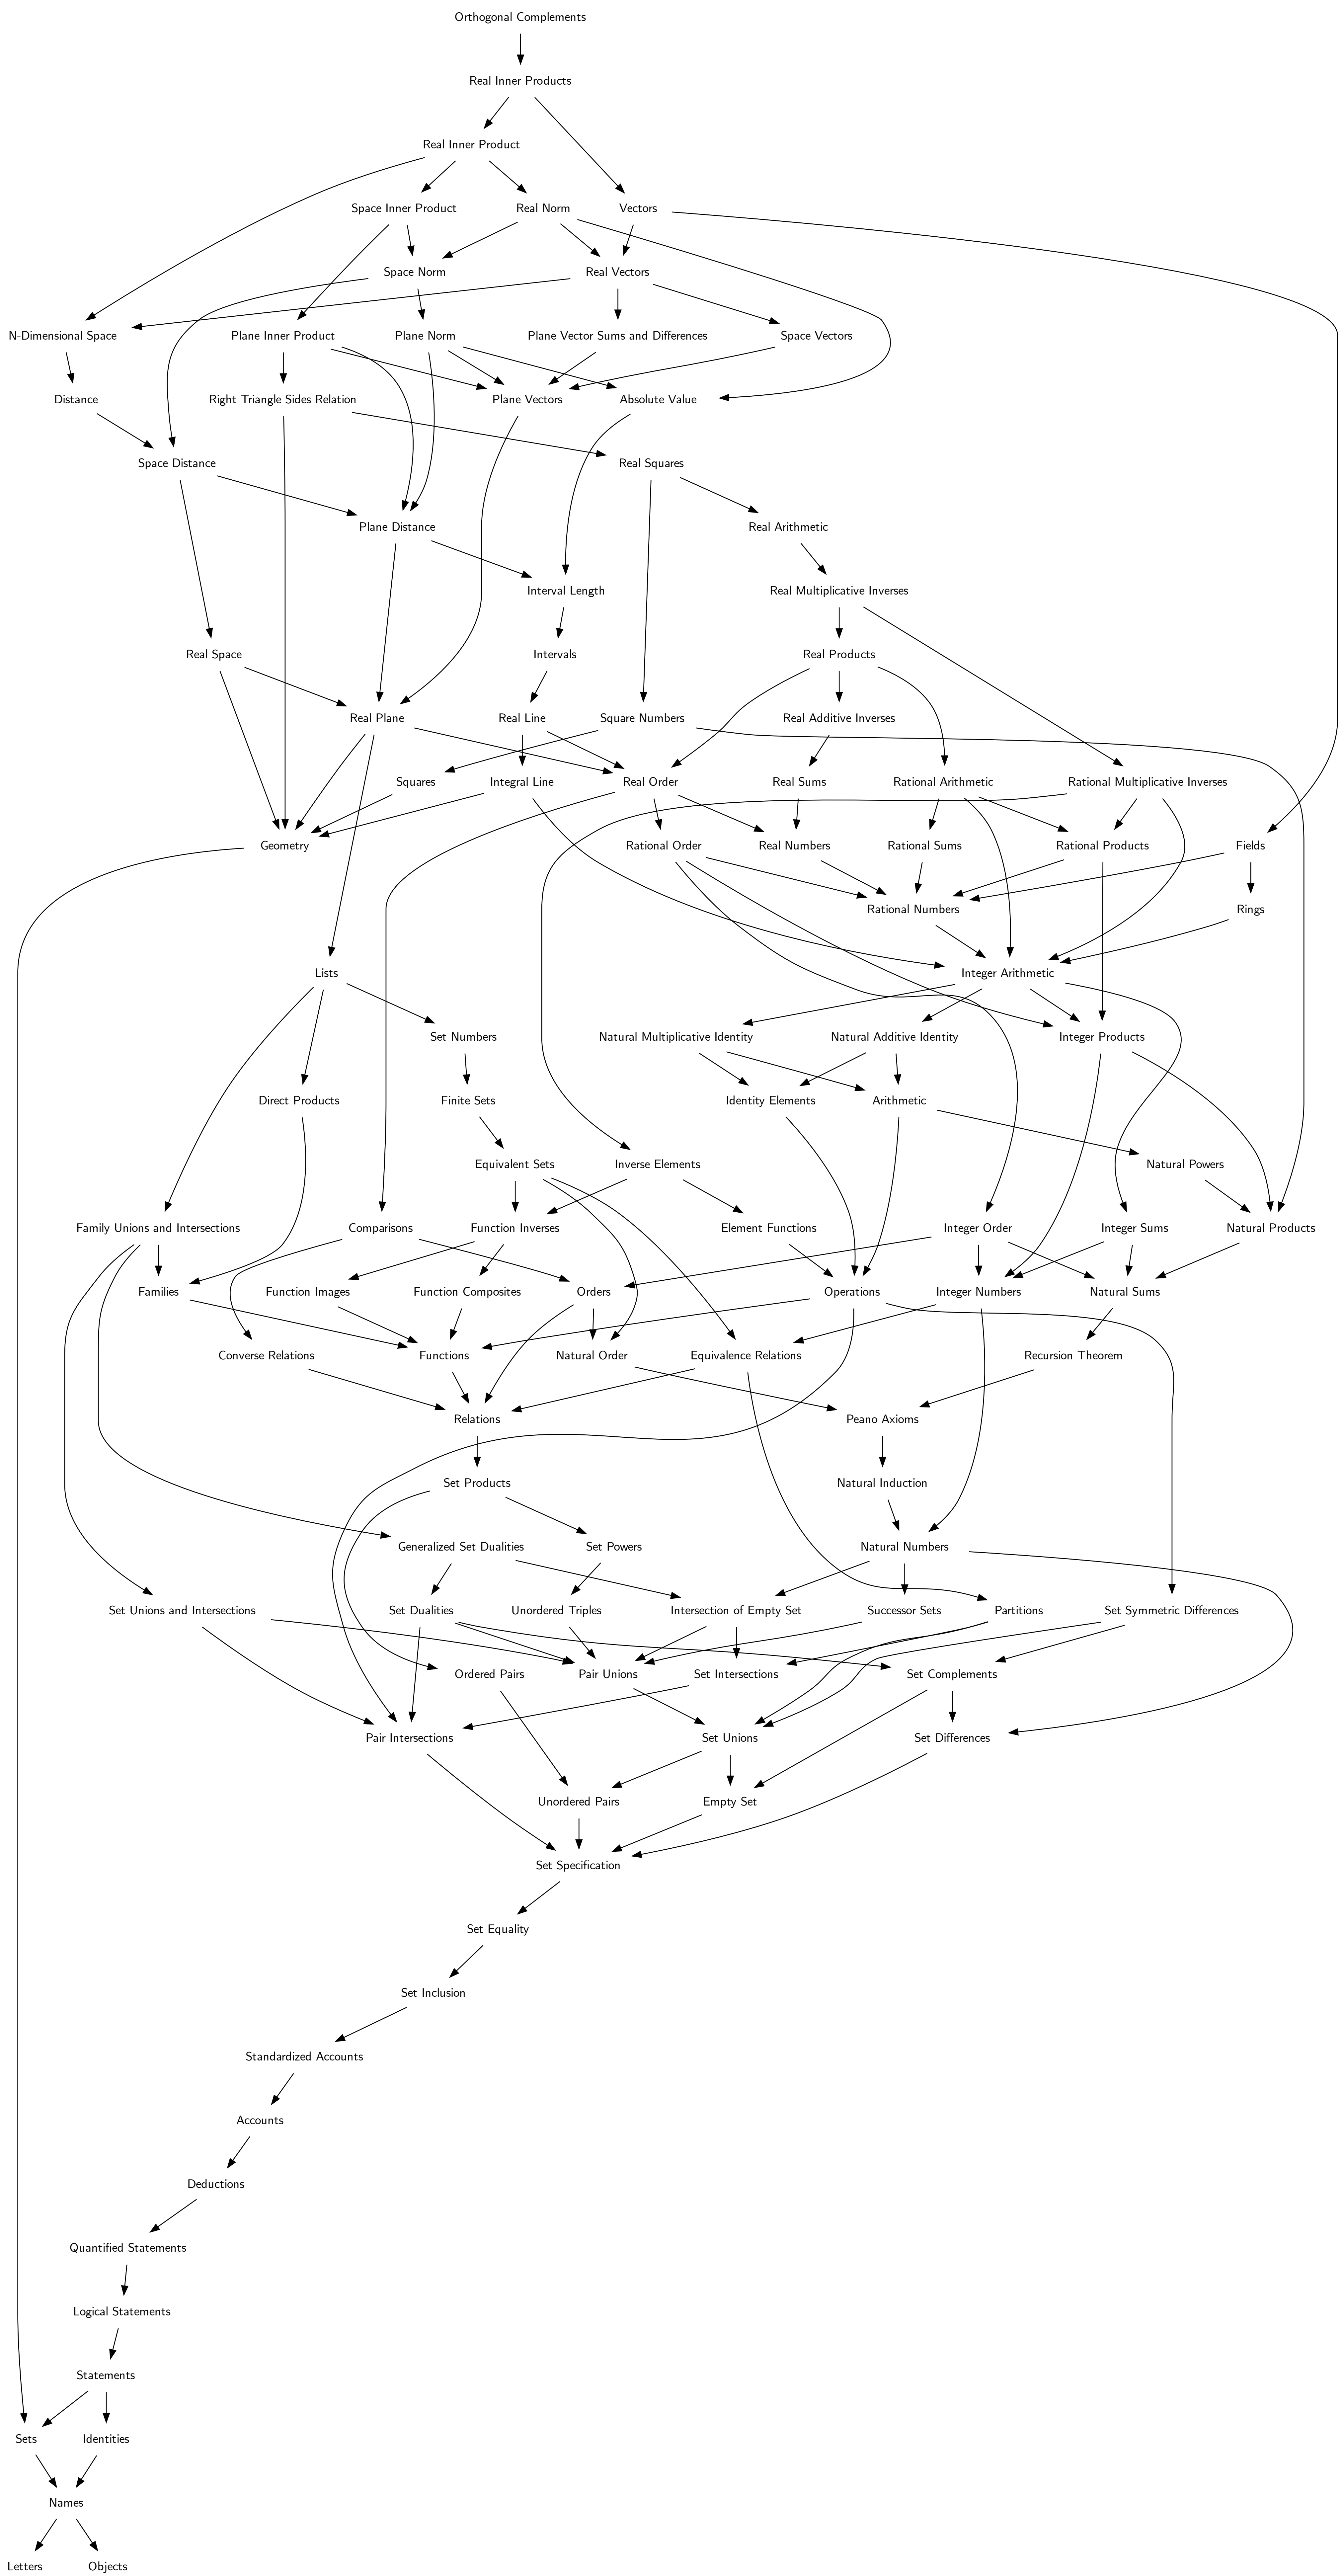 Orthogonal Complements
Real Inner Products
Real Inner Product
Space Inner Product
Real Norm
Vectors
Space Norm
Real Vectors
N-Dimensional Space
Plane Inner Product
Plane Norm
Plane Vector Sums and Differences
Space Vectors
Distance
Right Triangle Sides Relation
Plane Vectors
Absolute Value
Space Distance
Real Squares
Plane Distance
Real Arithmetic
Interval Length
Real Multiplicative Inverses
Real Space
Intervals
Real Products
Real Plane
Real Line
Square Numbers
Real Additive Inverses
Squares
Integral Line
Real Order
Real Sums
Rational Arithmetic
Rational Multiplicative Inverses
Geometry
Rational Order
Real Numbers
Rational Sums
Rational Products
Fields
Rational Numbers
Rings
Lists
Integer Arithmetic
Set Numbers
Natural Multiplicative Identity
Natural Additive Identity
Integer Products
Direct Products
Finite Sets
Identity Elements
Arithmetic
Equivalent Sets
Inverse Elements
Natural Powers
Family Unions and Intersections
Comparisons
Function Inverses
Element Functions
Integer Order
Integer Sums
Natural Products
Families
Function Images
Function Composites
Orders
Operations
Integer Numbers
Natural Sums
Converse Relations
Functions
Natural Order
Equivalence Relations
Recursion Theorem
Relations
Peano Axioms
Set Products
Natural Induction
Generalized Set Dualities
Set Powers
Natural Numbers
Set Unions and Intersections
Set Dualities
Unordered Triples
Intersection of Empty Set
Successor Sets
Partitions
Set Symmetric Differences
Ordered Pairs
Pair Unions
Set Intersections
Set Complements
Pair Intersections
Set Unions
Set Differences
Unordered Pairs
Empty Set
Set Specification
Set Equality
Set Inclusion
Standardized Accounts
Accounts
Deductions
Quantified Statements
Logical Statements
Statements
Sets
Identities
Names
Letters
Objects